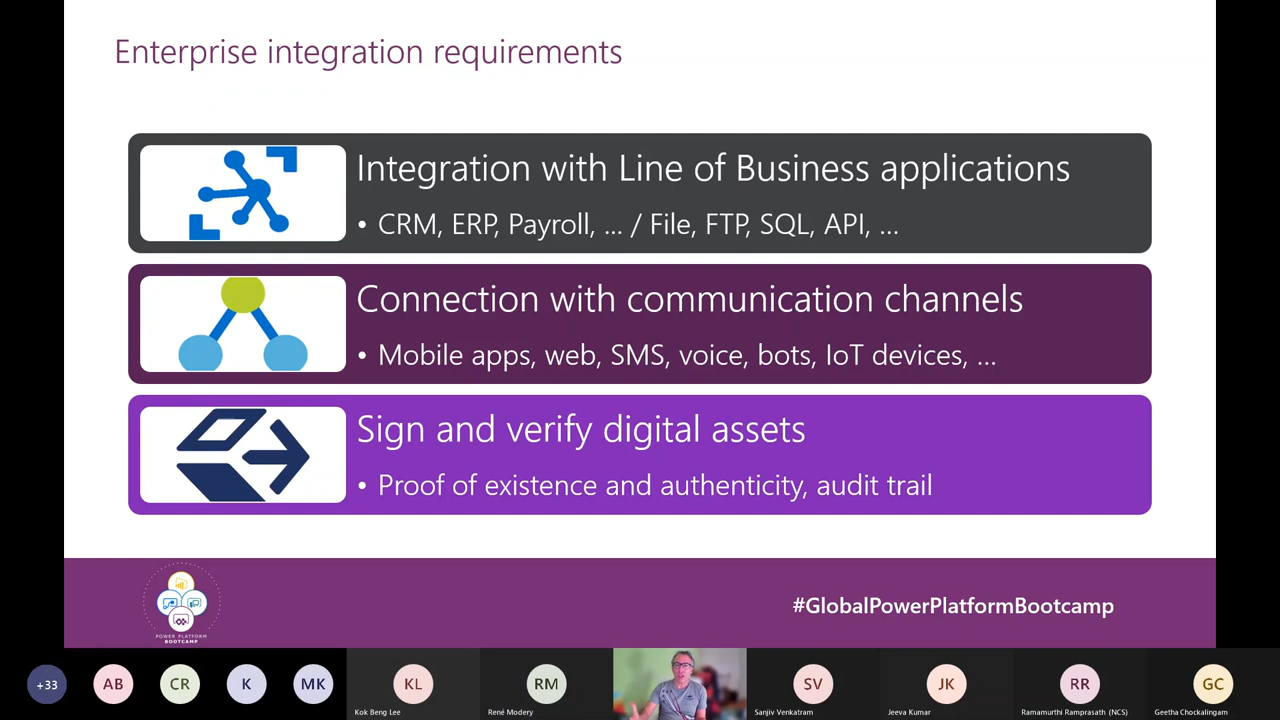 Enterprise integration requirements
Integration with Line of Business applications
• CRM, ERP, Payroll, ... / File, FTP, SQL, API, ...
Connection with communication channels
• Mobile apps, web, SMS, voice, bots, IoT devices, ...
Sign and verify digital assets
• Proof of existence and authenticity, audit trail
POWER PLATFORM
BOOTCAMP
#GlobalPowerPlatformBootcamp
+33
AB
CR
K
MK
KL
RM
SV
JK
RR
GC
Kok Beng Lee
René Modery
Sanjiv Venkatram
Jeeva Kumar
Ramamurthi Ramprasath (NCS)
Geetha Chockalingam